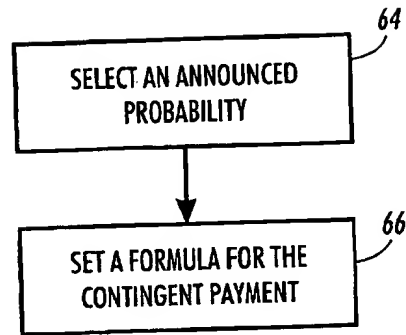 64
SELECT AN ANNOUNCED
PROBABILITY
66
SET A FORMULA FOR THE
CONTINGENT PAYMENT